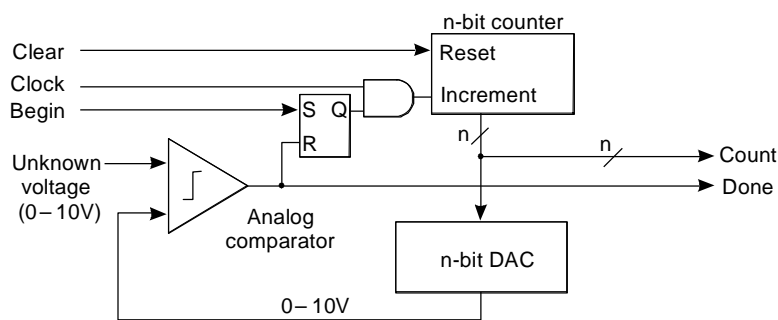 n-bit counter
Clear
Reset
Clock
Begin
S Q
Increment
R
n
n
Count
Unknown
voltage
(0–10V)
Done
Analog
comparator
n-bit DAC
0–10V